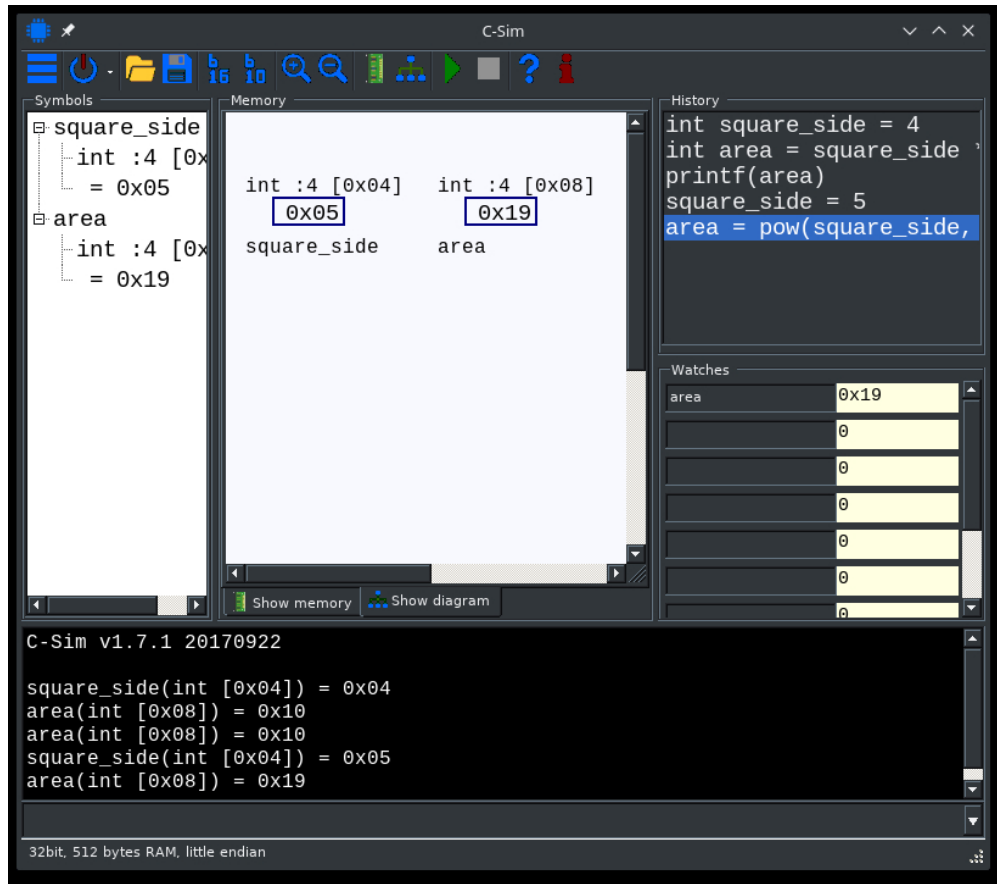 C-Sim
b 16 b 10
Symbols
square_side
int :4 [0x
= 0x05
area
int :4 [0x
= 0x19
Memory
int :4 [0x04] int :4 [0x08]
0x05 0x19
square_side area
Show memory Show diagram
History
int square_side = 4
int area = square_side
printf(area)
square_side = 5
area = pow(square_side,
Watches
area 0x19
0
0
0
0
0
0
C-Sim v1.7.1 20170922
square_side(int [0x04]) = 0x04
area(int [0x08]) = 0x10
area(int [0x08]) = 0x10
square_side(int [0x04]) = 0x05
area(int [0x08]) = 0x19
32bit, 512 bytes RAM, little endian